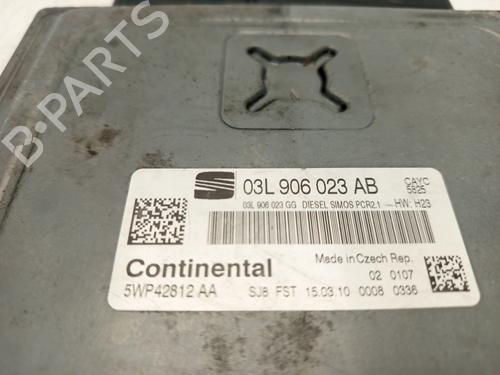 B-PARTS
03L 906 023 AB
CAYC
5825
03L 906 023 GG DIESEL SIMOS PCR2.1 HW: H23
Continental
Made in Czech Rep.
02 0107
5WP42812 AA SJ8 FST 15.03.10 0008 0336